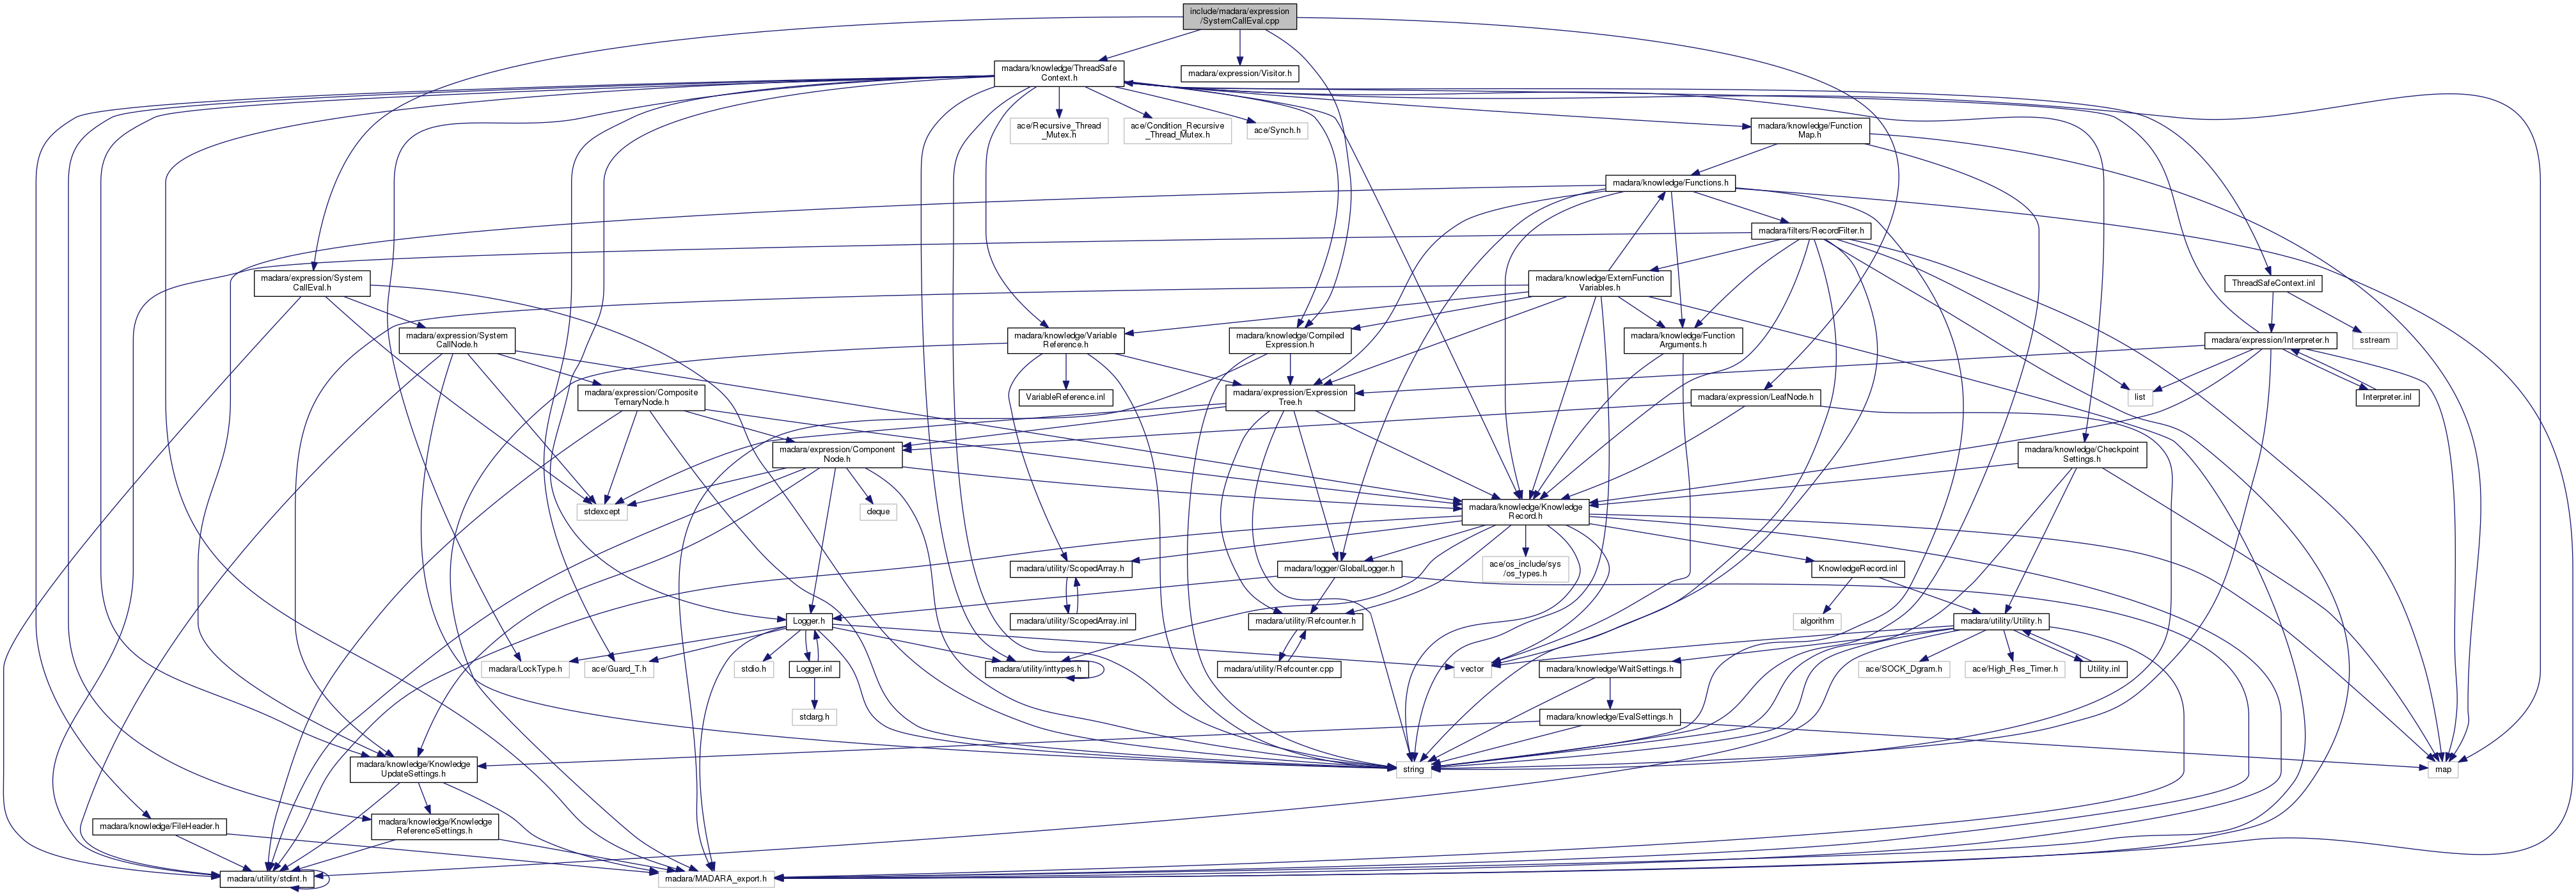 include/madara/expression
/SystemCallEval.cpp
madara/knowledge/ThreadSafe
Context.h
madara/expression/Visitor.h
ace/Recursive_Thread
_Mutex.h
ace/Condition_Recursive
_Thread_Mutex.h
ace/Synch.h
madara/knowledge/Function
Map.h
madara/knowledge/Functions.h
madara/filters/RecordFilter.h
madara/expression/System
CallEval.h
madara/knowledge/ExternFunction
Variables.h
ThreadSafeContext.inl
madara/expression/System
CallNode.h
madara/knowledge/Variable
Reference.h
madara/knowledge/Compiled
Expression.h
madara/knowledge/Function
Arguments.h
madara/expression/Interpreter.h
sstream
madara/expression/Composite
TernaryNode.h
VariableReference.inl
madara/expression/Expression
Tree.h
madara/expression/LeafNode.h
list
Interpreter.inl
madara/expression/Component
Node.h
madara/knowledge/Checkpoint
Settings.h
stdexcept
deque
madara/knowledge/Knowledge
Record.h
madara/utility/ScopedArray.h
madara/logger/GlobalLogger.h
ace/os_include/sys
/os_types.h
KnowledgeRecord.inl
Logger.h
madara/utility/ScopedArray.inl
madara/utility/Refcounter.h
algorithm
madara/utility/Utility.h
madara/LockType.h
ace/Guard_T.h
stdio.h
Logger.inl
madara/utility/inttypes.h
madara/utility/Refcounter.cpp
vector
madara/knowledge/WaitSettings.h
ace/SOCK_Dgram.h
ace/High_Res_Timer.h
Utility.inl
stdarg.h
madara/knowledge/EvalSettings.h
madara/knowledge/Knowledge
UpdateSettings.h
string
map
madara/knowledge/FileHeader.h
madara/knowledge/Knowledge
ReferenceSettings.h
madara/utility/stdint.h
madara/MADARA_export.h